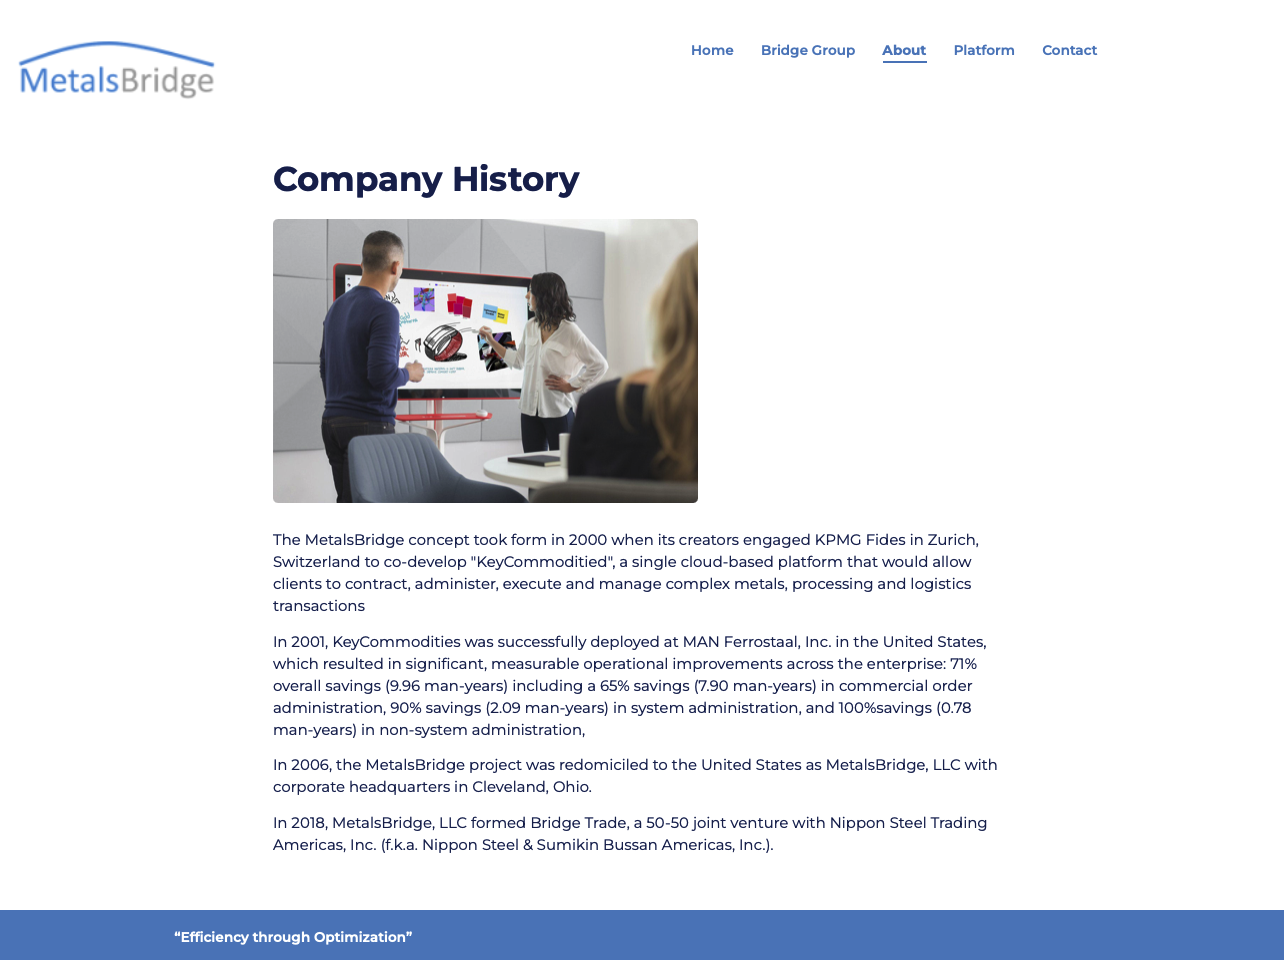 MetalsBridge
Home
Bridge Group
About
Platform
Contact
Company History
The MetalsBridge concept took form in 2000 when its creators engaged KPMG Fides in Zurich,
Switzerland to co-develop "KeyCommoditied", a single cloud-based platform that would allow
clients to contract, administer, execute and manage complex metals, processing and logistics
transactions
In 2001, KeyCommodities was successfully deployed at MAN Ferrostaal, Inc. in the United States,
which resulted in significant, measurable operational improvements across the enterprise: 71%
overall savings (9.96 man-years) including a 65% savings (7.90 man-years) in commercial order
administration, 90% savings (2.09 man-years) in system administration, and 100%savings (0.78
man-years) in non-system administration,
In 2006, the MetalsBridge project was redomiciled to the United States as MetalsBridge, LLC with
corporate headquarters in Cleveland, Ohio.
In 2018, MetalsBridge, LLC formed Bridge Trade, a 50-50 joint venture with Nippon Steel Trading
Americas, Inc. (f.k.a. Nippon Steel & Sumikin Bussan Americas, Inc.).
“Efficiency through Optimization”